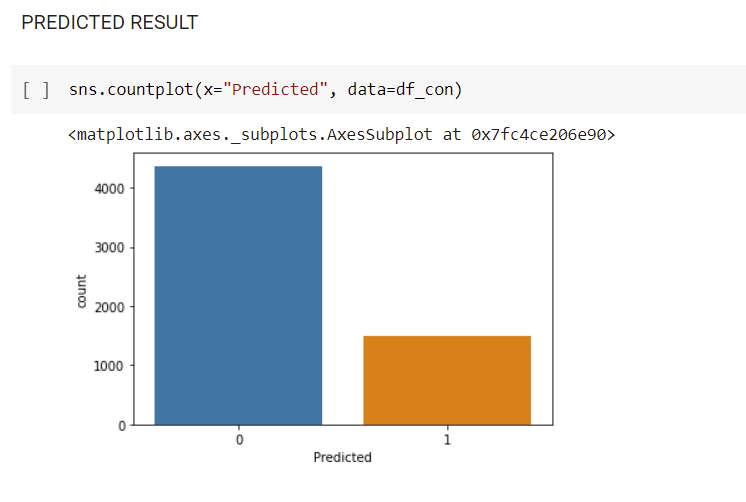 PREDICTED RESULT
[ ] sns.countplot(x="Predicted", data=df_con)
<matplotlib.axes._subplots.AxesSubplot at 0x7fc4ce206e90>
4000
3000
2000
1000
0
count
0 1
Predicted